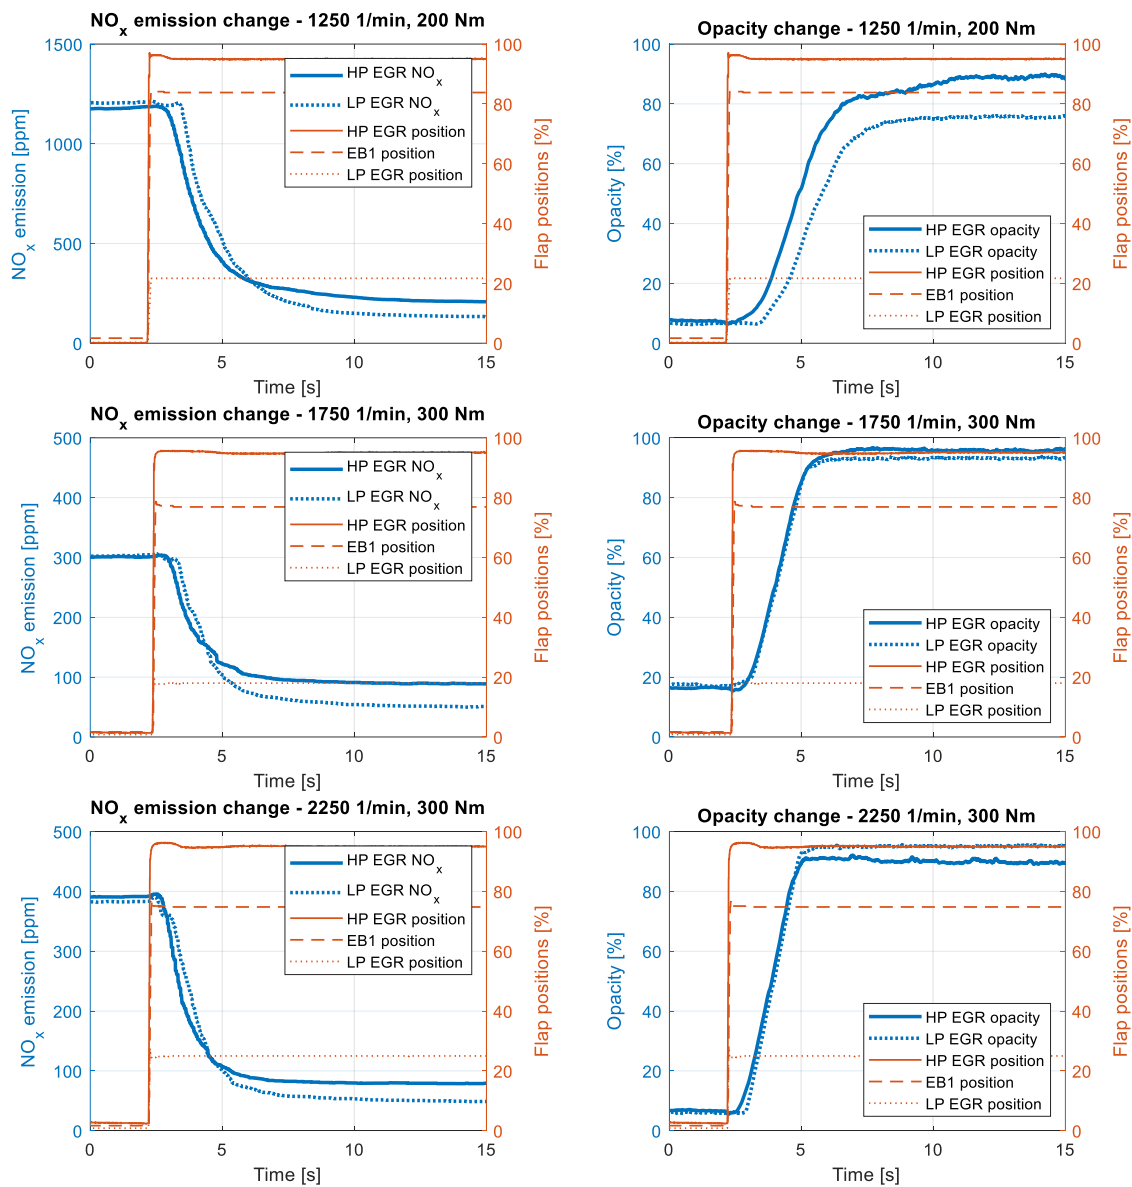 NOx emission change - 1250 1/min, 200 Nm
1500
1000
500
0
NOx emission [ppm]
100
80
60
40
20
0
Flap positions [%]
HP EGR NOx
LP EGR NOx
HP EGR position
EB1 position
LP EGR position
0 5 10 15
Time [s]
Opacity change - 1250 1/min, 200 Nm
100
80
60
40
20
0
Opacity [%]
100
80
60
40
20
0
Flap positions [%]
HP EGR opacity
LP EGR opacity
HP EGR position
EB1 position
LP EGR position
0 5 10 15
Time [s]
NOx emission change - 1750 1/min, 300 Nm
500
400
300
200
100
0
NOx emission [ppm]
100
80
60
40
20
0
Flap positions [%]
HP EGR NOx
LP EGR NOx
HP EGR position
EB1 position
LP EGR position
0 5 10 15
Time [s]
Opacity change - 1750 1/min, 300 Nm
100
80
60
40
20
0
Opacity [%]
100
80
60
40
20
0
Flap positions [%]
HP EGR opacity
LP EGR opacity
HP EGR position
EB1 position
LP EGR position
0 5 10 15
Time [s]
NOx emission change - 2250 1/min, 300 Nm
500
400
300
200
100
0
NOx emission [ppm]
100
80
60
40
20
0
Flap positions [%]
HP EGR NOx
LP EGR NOx
HP EGR position
EB1 position
LP EGR position
0 5 10 15
Time [s]
Opacity change - 2250 1/min, 300 Nm
100
80
60
40
20
0
Opacity [%]
100
80
60
40
20
0
Flap positions [%]
HP EGR opacity
LP EGR opacity
HP EGR position
EB1 position
LP EGR position
0 5 10 15
Time [s]